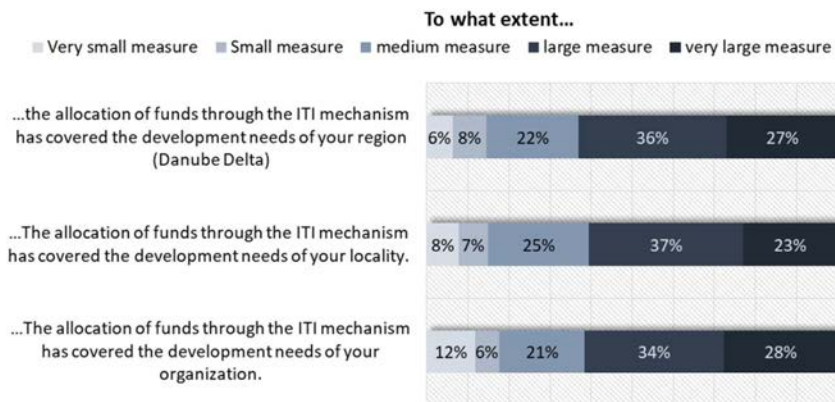 To what extent...
Very small measure Small measure medium measure large measure very large measure
...the allocation of funds through the ITI mechanism
has covered the development needs of your region
(Danube Delta)
6% 8% 22% 36% 27%
...The allocation of funds through the ITI mechanism
has covered the development needs of your locality.
8% 7% 25% 37% 23%
...The allocation of funds through the ITI mechanism
has covered the development needs of your
organization.
12% 6% 21% 34% 28%